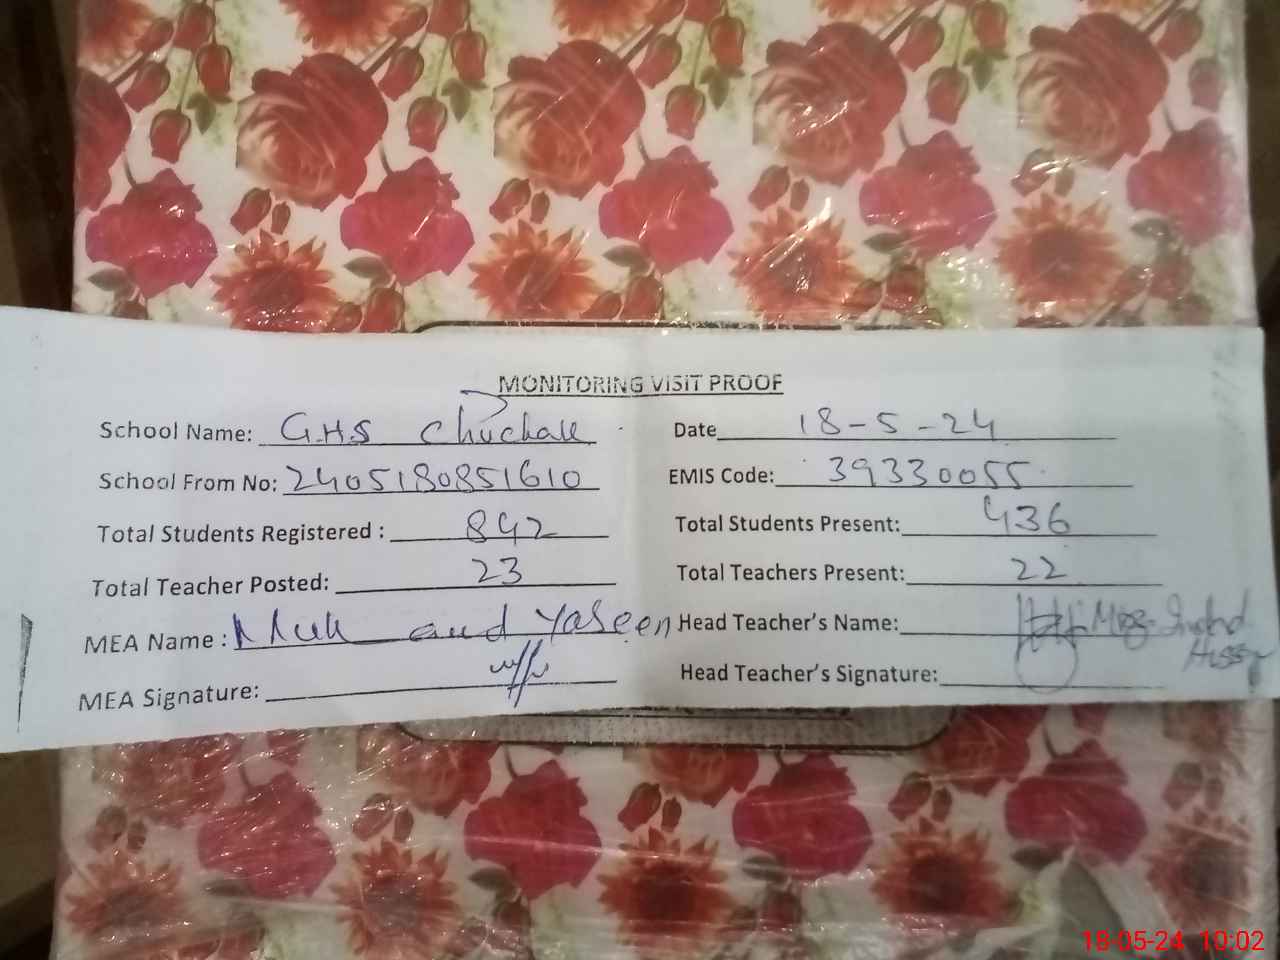 MONITORING VISIT PROOF
School Name: G.H.S Chuchak
Date 18-5-24
School From No: 2405180851610
EMIS Code: 39330055
Total Students Registered : 842
Total Students Present: 436
Total Teacher Posted: 23
Total Teachers Present: 22
MEA Name : Muhammad Yaseen
Head Teacher's Name:
MEA Signature:
Head Teacher's Signature:
18-05-24 10:02